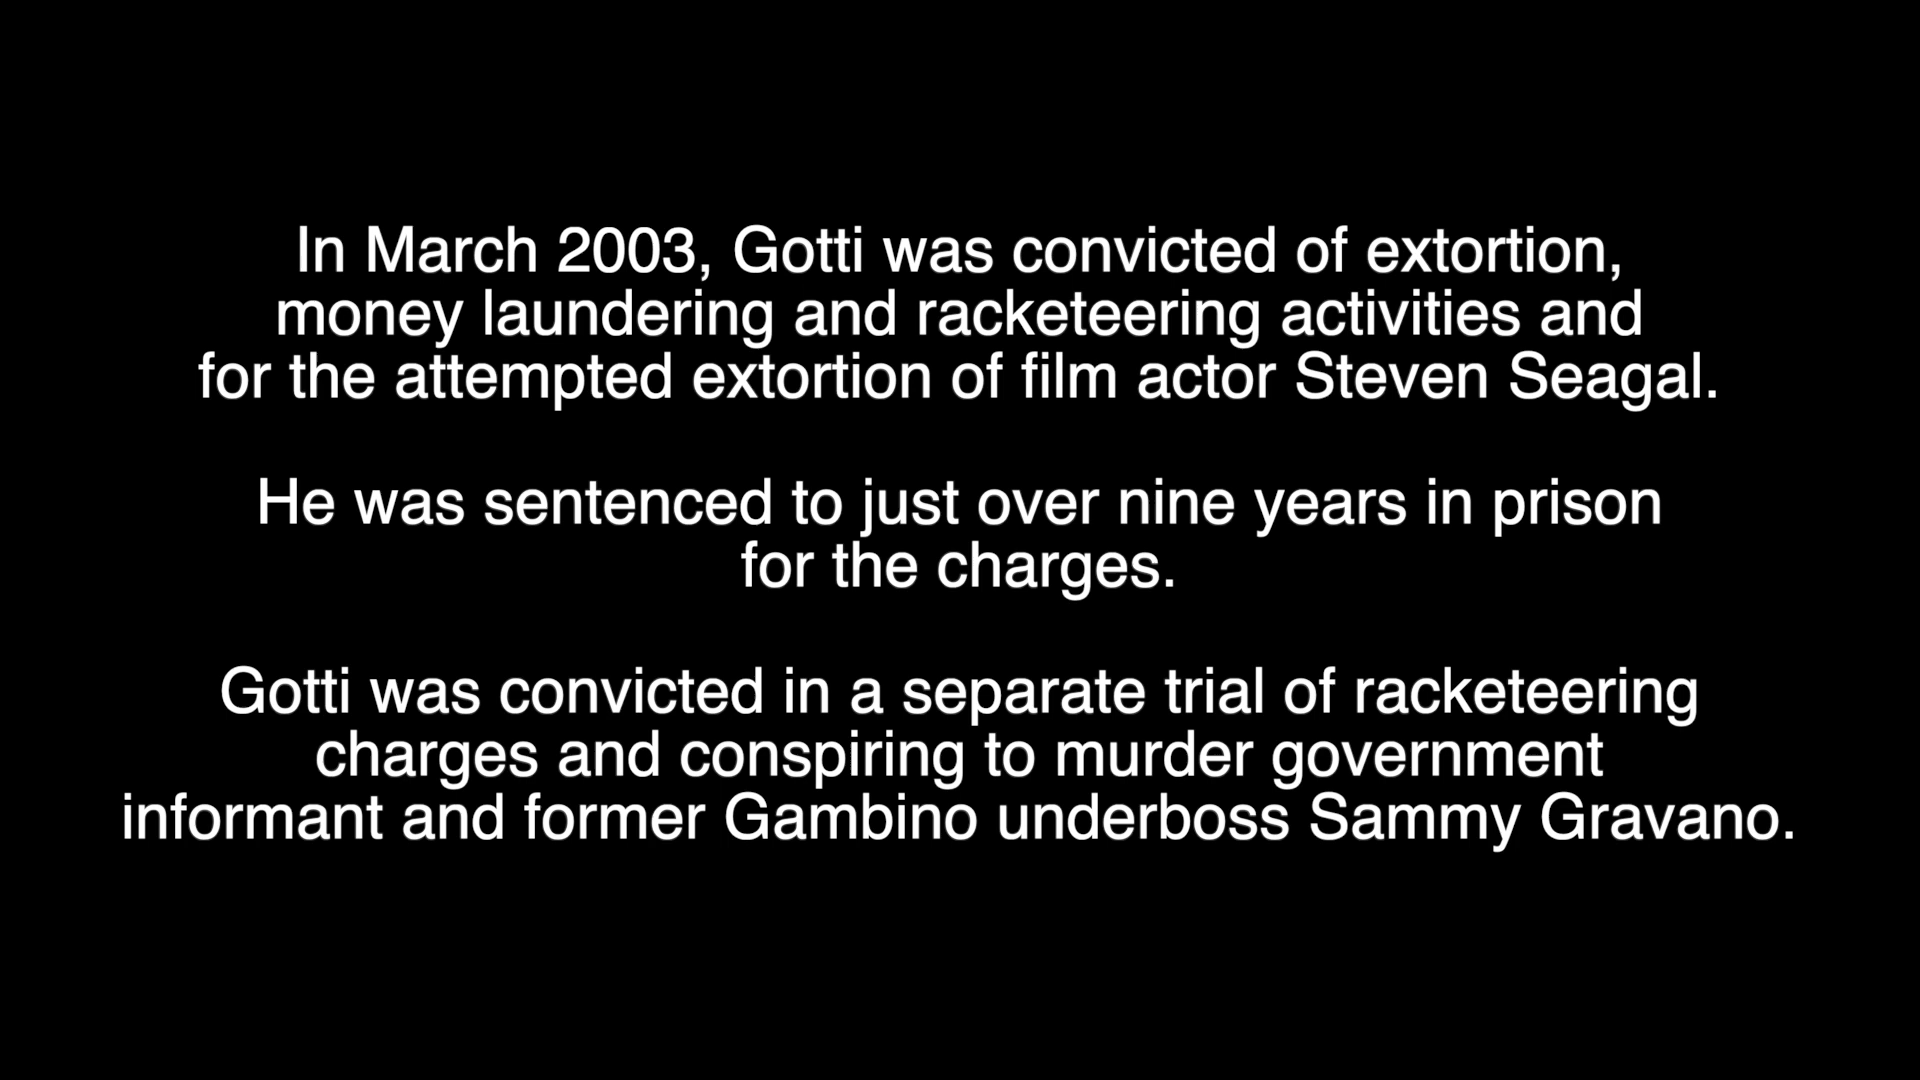 In March 2003, Gotti was convicted of extortion,
money laundering and racketeering activities and
for the attempted extortion of film actor Steven Seagal.
He was sentenced to just over nine years in prison
for the charges.
Gotti was convicted in a separate trial of racketeering
charges and conspiring to murder government
informant and former Gambino underboss Sammy Gravano.